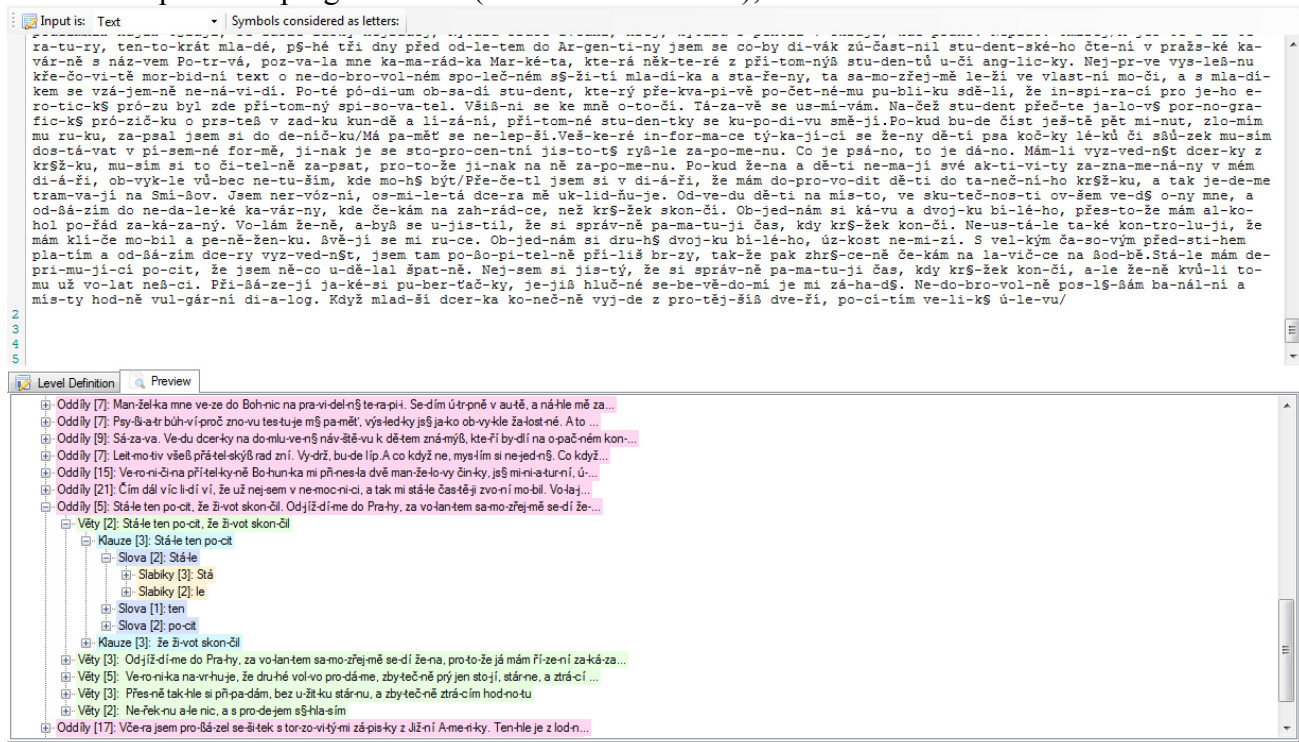 Input is: Text Symbols considered as letters:
ra-tu-ry, ten-to-krát mla-dé, p§-hé tři dny před od-le-tem do Ar-gen-ti-ny jsem se co-by di-vák zú-čast-nil stu-dent-ské-ho čte-ní v pražs-ké ka-
vár-ně s náz-vem Po-tr-vá, poz-va-la mne ka-ma-rád-ka Mar-ké-ta, kte-rá něk-te-ré z pří-tom-nýß stu-den-tů u-čí ang-lic-ky. Nej-pr-ve vys-leß-nu
kře-čo-vi-tě mor-bid-ní text o ne-do-bro-vol-ném spo-leč-ném s§-ži-tí mla-dí-ka a sta-ře-ny, ta sa-mo-zřej-mě le-ží ve vlast-ní mo-či, a s mla-dí-
kem se vzá-jem-ně ne-ná-vi-dí. Po-té pó-di-um ob-sa-dí stu-dent, kte-rý pře-kva-pi-vě po-čet-né-mu pu-bli-ku sdě-lí, že in-spi-ra-cí pro je-ho e-
ro-tic-k§ pró-zu byl zde pří-tom-ný spi-so-va-tel. Všiß-ni se ke mně o-to-čí. Tá-za-vě se us-mí-vám. Na-čež stu-dent přeč-te ja-lo-v§ por-no-gra-
fic-k§ pró-zič-ku o prs-teß v zad-ku kun-dě a lí-zá-ní, pří-tom-né stu-den-tky se ku-po-di-vu smě-jí.Po-kud bu-de číst ješ-tě pět mi-nut, zlo-mím
mu ru-ku, za-psal jsem si do de-níč-ku/Má pa-měť se ne-lep-ší.Veš-ke-ré in-for-ma-ce tý-ka-jí-cí se že-ny dě-tí psa koč-ky lé-ků či sßů-zek mu-sím
dos-tá-vat v pí-sem-né for-mě, ji-nak je se sto-pro-cen-tní jis-to-t§ ryß-le za-po-me-nu. Co je psá-no, to je dá-no. Mám-li vyz-ved-n§t dcer-ky z
kr§ž-ku, mu-sím si to či-tel-ně za-psat, pro-to-že ji-nak na ně za-po-me-nu. Po-kud že-na a dě-ti ne-ma-jí své ak-ti-vi-ty za-zna-me-ná-ny v mém
di-á-ři, ob-vyk-le vů-bec ne-tu-ším, kde mo-h§ být/Pře-če-tl jsem si v di-á-ři, že mám do-pro-vo-dit dě-ti do ta-neč-ní-ho kr§ž-ku, a tak je-de-me
tram-va-jí na Smí-ßov. Jsem ner-vóz-ní, os-mi-le-tá dce-ra mě uk-lid-ňu-je. Od-ve-du dě-ti na mís-to, ve sku-teč-nos-ti ov-šem ve-d§ o-ny mne, a
od-ßá-zím do ne-da-le-ké ka-vár-ny, kde če-kám na zah-rád-ce, než kr§-žek skon-čí. Ob-jed-nám si ká-vu a dvoj-ku bí-lé-ho, přes-to-že mám al-ko-
hol po-řád za-ká-za-ný. Vo-lám že-ně, a-byß se u-jis-til, že si správ-ně pa-ma-tu-ji čas, kdy kr§-žek kon-čí. Ne-us-tá-le ta-ké kon-tro-lu-ji, že
mám klí-če mo-bil a pe-ně-žen-ku. ßvě-jí se mi ru-ce. Ob-jed-nám si dru-h§ dvoj-ku bí-lé-ho, úz-kost ne-mi-zí. S vel-kým ča-so-vým před-sti-hem
pla-tím a od-ßá-zím dce-ry vyz-ved-n§t, jsem tam po-ßo-pi-tel-ně pří-liš br-zy, tak-že pak zhr§-ce-ně če-kám na la-vič-ce na ßod-bě.Stá-le mám de-
pri-mu-jí-cí po-cit, že jsem ně-co u-dě-lal špat-ně. Nej-sem si jis-tý, že si správ-ně pa-ma-tu-ji čas, kdy kr§-žek kon-čí, a-le že-ně kvů-li to-
mu už vo-lat neß-ci. Při-ßá-ze-jí ja-ké-si pu-ber-ťač-ky, je-jiß hluč-né se-be-vě-do-mí je mi zá-ha-d§. Ne-do-bro-vol-ně pos-l§-ßám ba-nál-ní a
mís-ty hod-ně vul-gár-ní di-a-log. Když mlad-ší dcer-ka ko-neč-ně vyj-de z pro-těj-šíß dve-ří, po-cí-tím ve-li-k§ ú-le-vu/
2
3
4
5
Level Definition Preview
Oddíly [7]: Man-žel-ka mne ve-ze do Boh-nic na pra-vi-del-n§ te-ra-pi-i. Se-dím ú-tr-pně v au-tě, a ná-hle mě za...
Oddíly [7]: Psy-ßi-a-tr bůh-ví-proč zno-vu tes-tu-je m§ pa-měť, výs-led-ky js§ ja-ko ob-vy-kle ža-lost-né. A to ...
Oddíly [9]: Sá-za-va. Ve-du dcer-ky na do-mlu-ve-n§ náv-ště-vu k dě-tem zná-mýß, kte-ří by-dlí na o-pač-ném kon-...
Oddíly [7]: Leit-mo-tiv všeß přá-tel-skýß rad zní. Vy-drž, bu-de líp.A co když ne, mys-lím si ne-jed-n§. Co když...
Oddíly [15]: Ve-ro-ni-či-na pří-tel-ky-ně Bo-hun-ka mi při-nes-la dvě man-že-lo-vy čin-ky, js§ mi-ni-a-tur-ní, ú-...
Oddíly [21]: Čím dál víc li-dí ví, že už nej-sem v ne-moc-ni-ci, a tak mi stá-le čas-tě-ji zvo-ní mo-bil. Vo-la-j...
Oddíly [5]: Stá-le ten po-cit, že ži-vot skon-čil. Od-jíž-dí-me do Pra-hy, za vo-lan-tem sa-mo-zřej-mě se-dí že-...
Věty [2]: Stá-le ten po-cit, že ži-vot skon-čil
Klauze [3]: Stá-le ten po-cit
Slova [2]: Stá-le
Slabiky [3]: Stá
Slabiky [2]: le
Slova [1]: ten
Slova [2]: po-cit
Klauze [3]: že ži-vot skon-čil
Věty [3]: Od-jíž-dí-me do Pra-hy, za vo-lan-tem sa-mo-zřej-mě se-dí že-na, pro-to-že já mám ří-ze-ní za-ká-za...
Věty [5]: Ve-ro-ni-ka na-vr-hu-je, že dru-hé vol-vo pro-dá-me, zby-teč-ně prý jen sto-jí, stár-ne, a ztrá-cí ...
Věty [3]: Přes-ně tak-hle si při-pa-dám, bez u-žit-ku stár-nu, a zby-teč-ně ztrá-cím hod-no-tu
Věty [2]: Ne-řek-nu a-le nic, a s pro-de-jem s§-hla-sím
Oddíly [17]: Vče-ra jsem pro-ßá-zel se-ši-tek s tor-zo-vi-tý-mi zá-pis-ky z Již-ní A-me-ri-ky. Ten-hle je z lod-n...